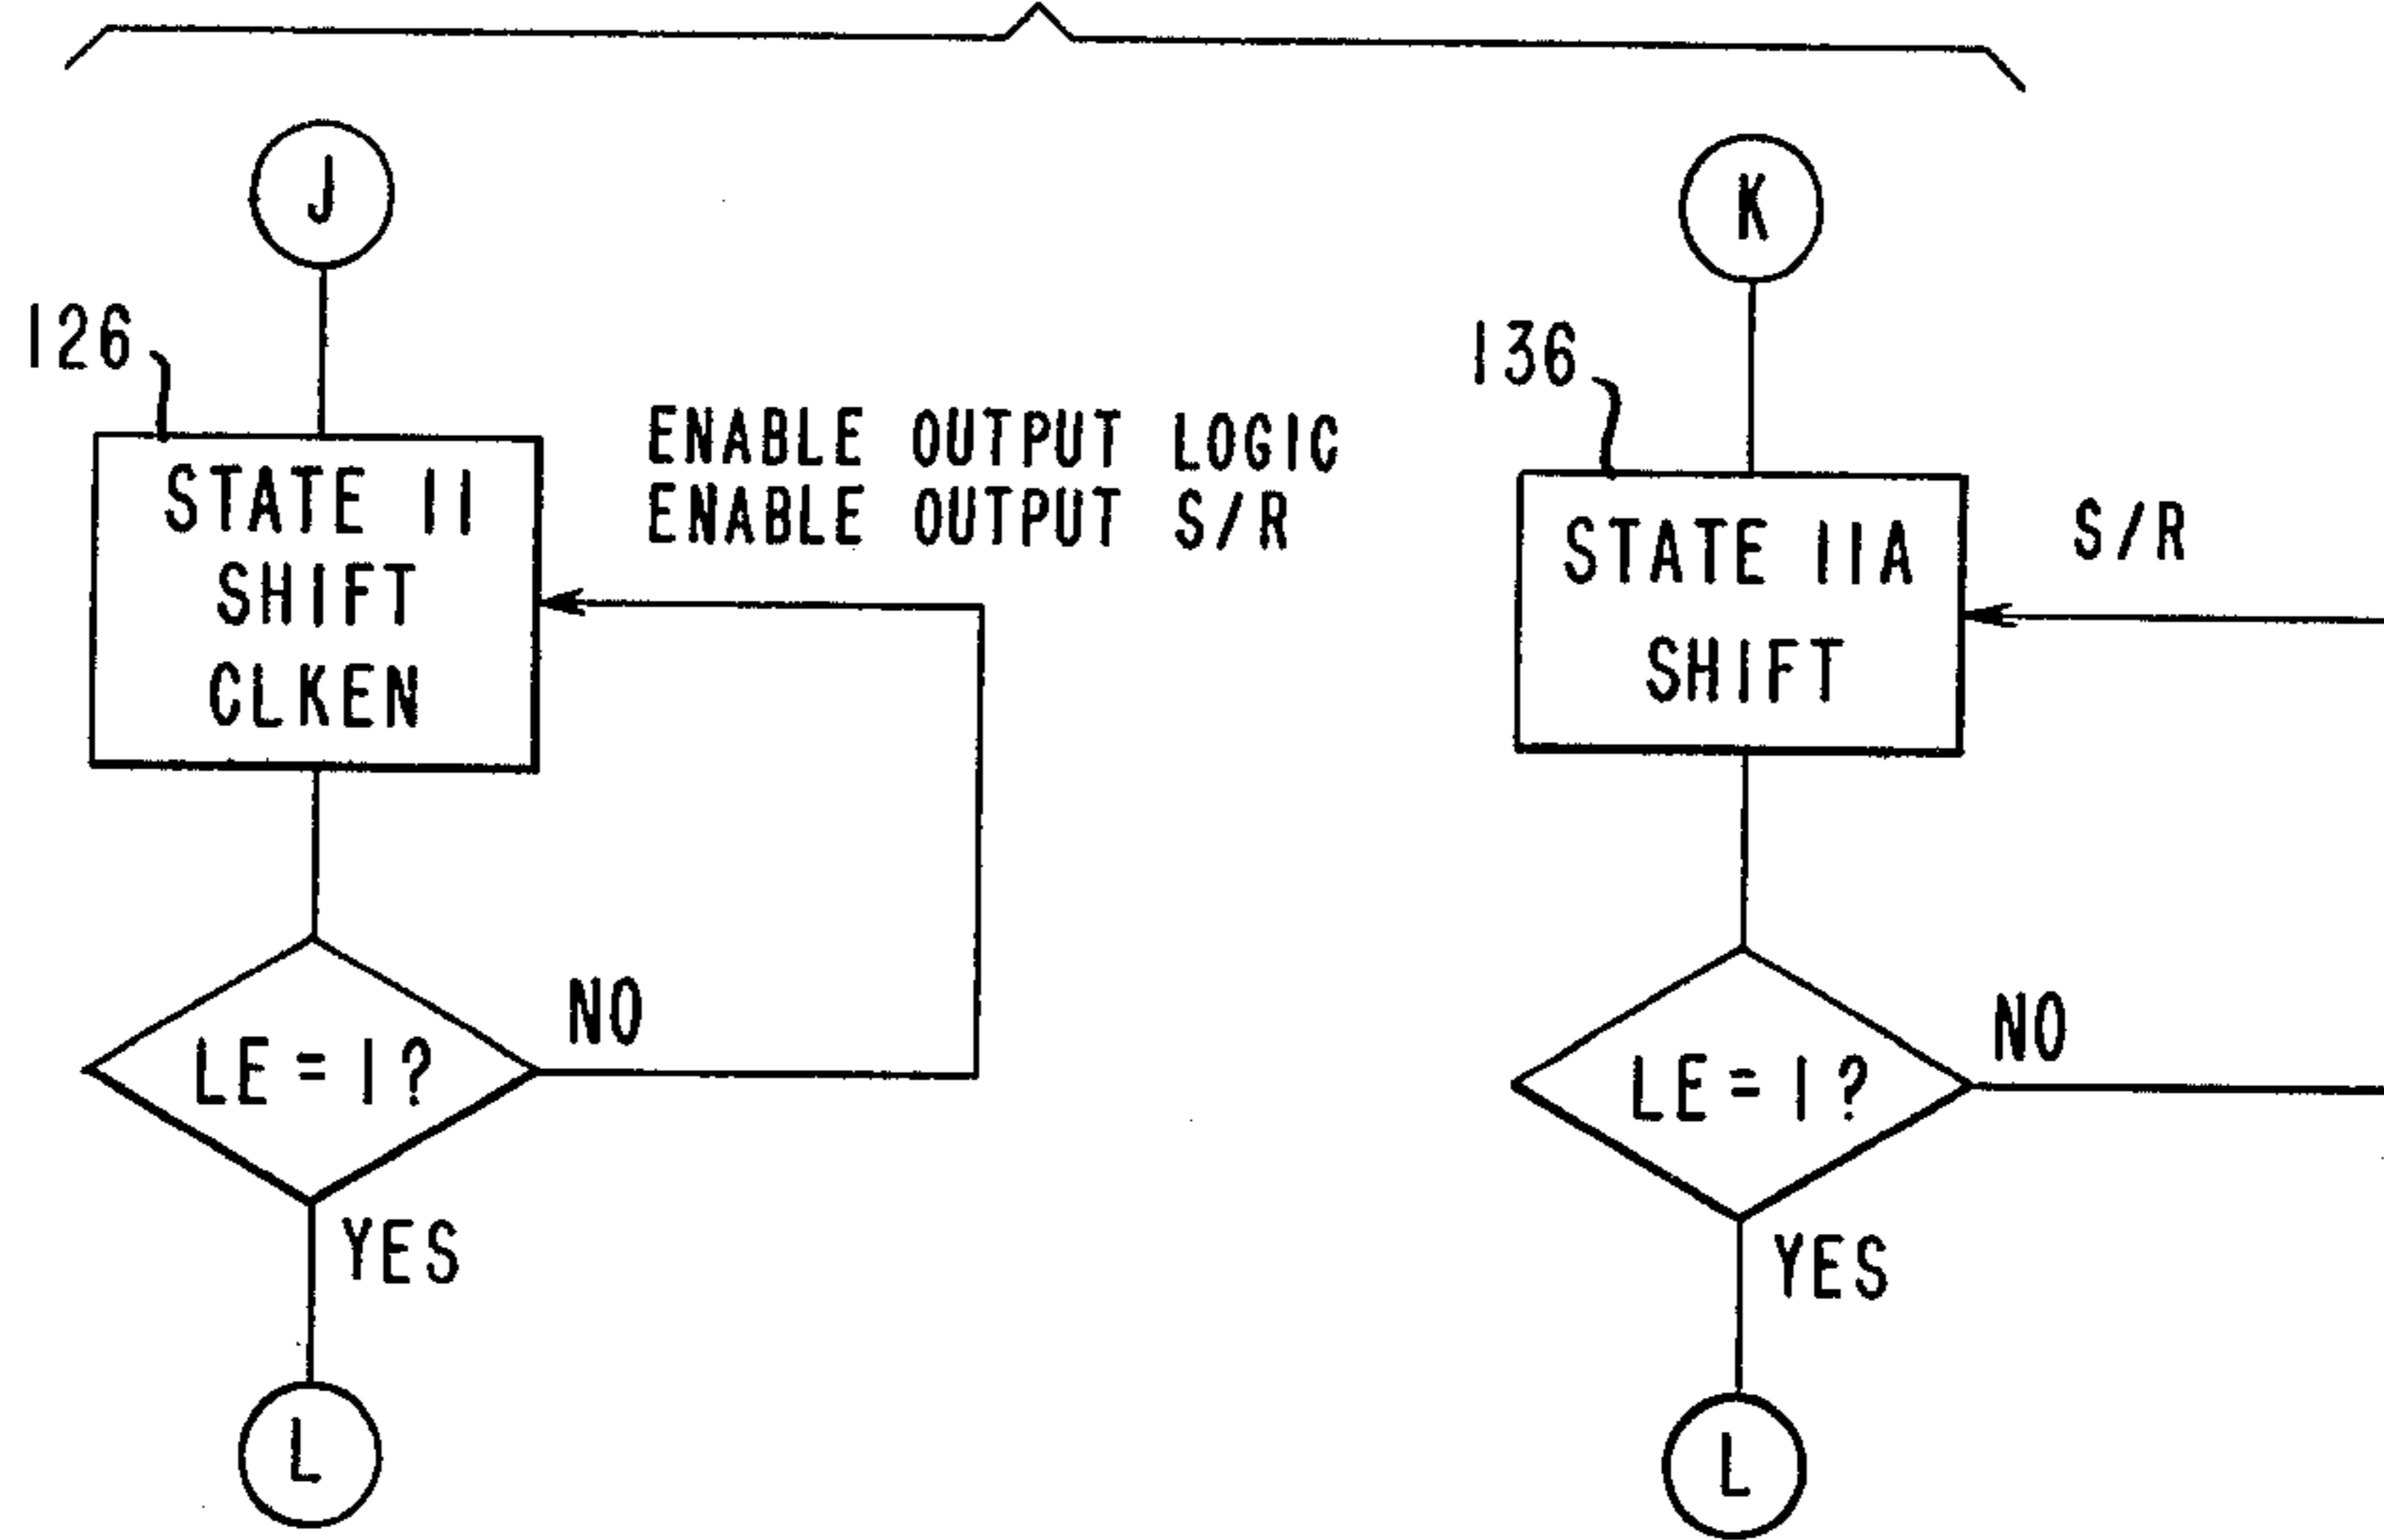 J
126
STATE 11
SHIFT
CLKEN
ENABLE OUTPUT LOGIC
ENABLE OUTPUT S/R
LE = 1 ?
NO
YES
L
K
136
STATE 11A
SHIFT
S/R
LE = 1 ?
NO
YES
L